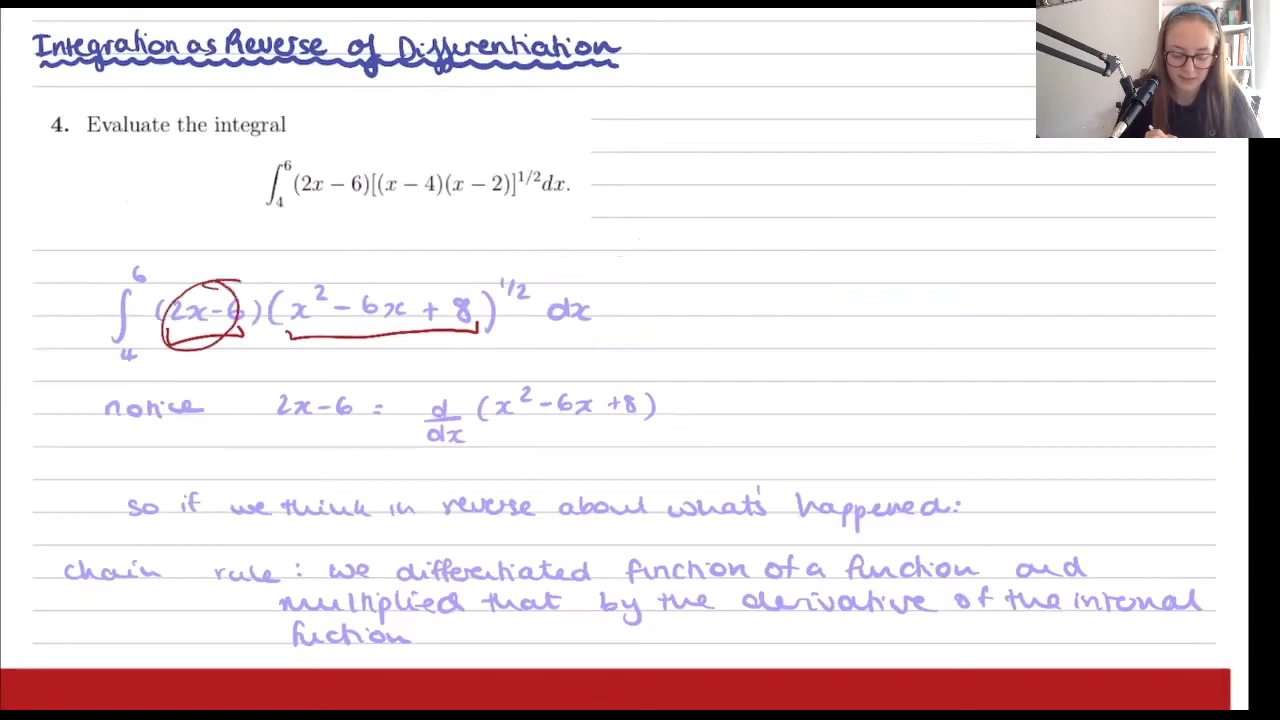 Integration as Reverse of Differentiation
4. Evaluate the integral
∫₄⁶ (2x − 6)[(x − 4)(x − 2)]^{1/2} dx.
∫₄⁶ (2x-6)(x² - 6x + 8)^{1/2} dx
notice 2x-6 = d/dx (x² - 6x + 8)
so if we think in reverse about what's happened:
chain rule: we differentiated function of a function and
multiplied that by the derivative of the internal
fuction